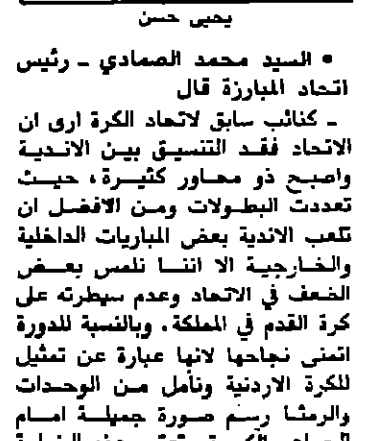 يحيى حسن
• السيد محمد الصمادي ـ رئيس
اتحاد المبارزة قال
ـ كنائب سابق لاتحاد الكرة ارى ان
الاتحاد فقد التنسيق بين الاندية
واصبح ذو محاور كثيرة، حيث
تعددت البطولات ومن الافضل ان
تلعب الاندية بعض المباريات الداخلية
والخارجية الا اننا نلمس بعض
الضعف في الاتحاد وعدم سيطرته على
كرة القدم في المملكة. وبالنسبة للدورة
اتمنى نجاحها لانها عبارة عن تمثيل
للكرة الاردنية ونأمل من الوحدات
والرمثا رسم صورة جميلة امام